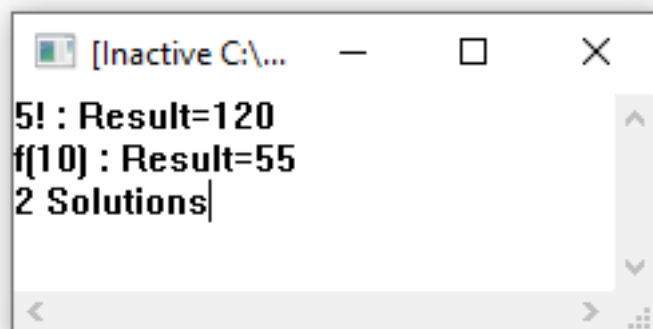 [Inactive C:\...
5! : Result=120
f(10) : Result=55
2 Solutions